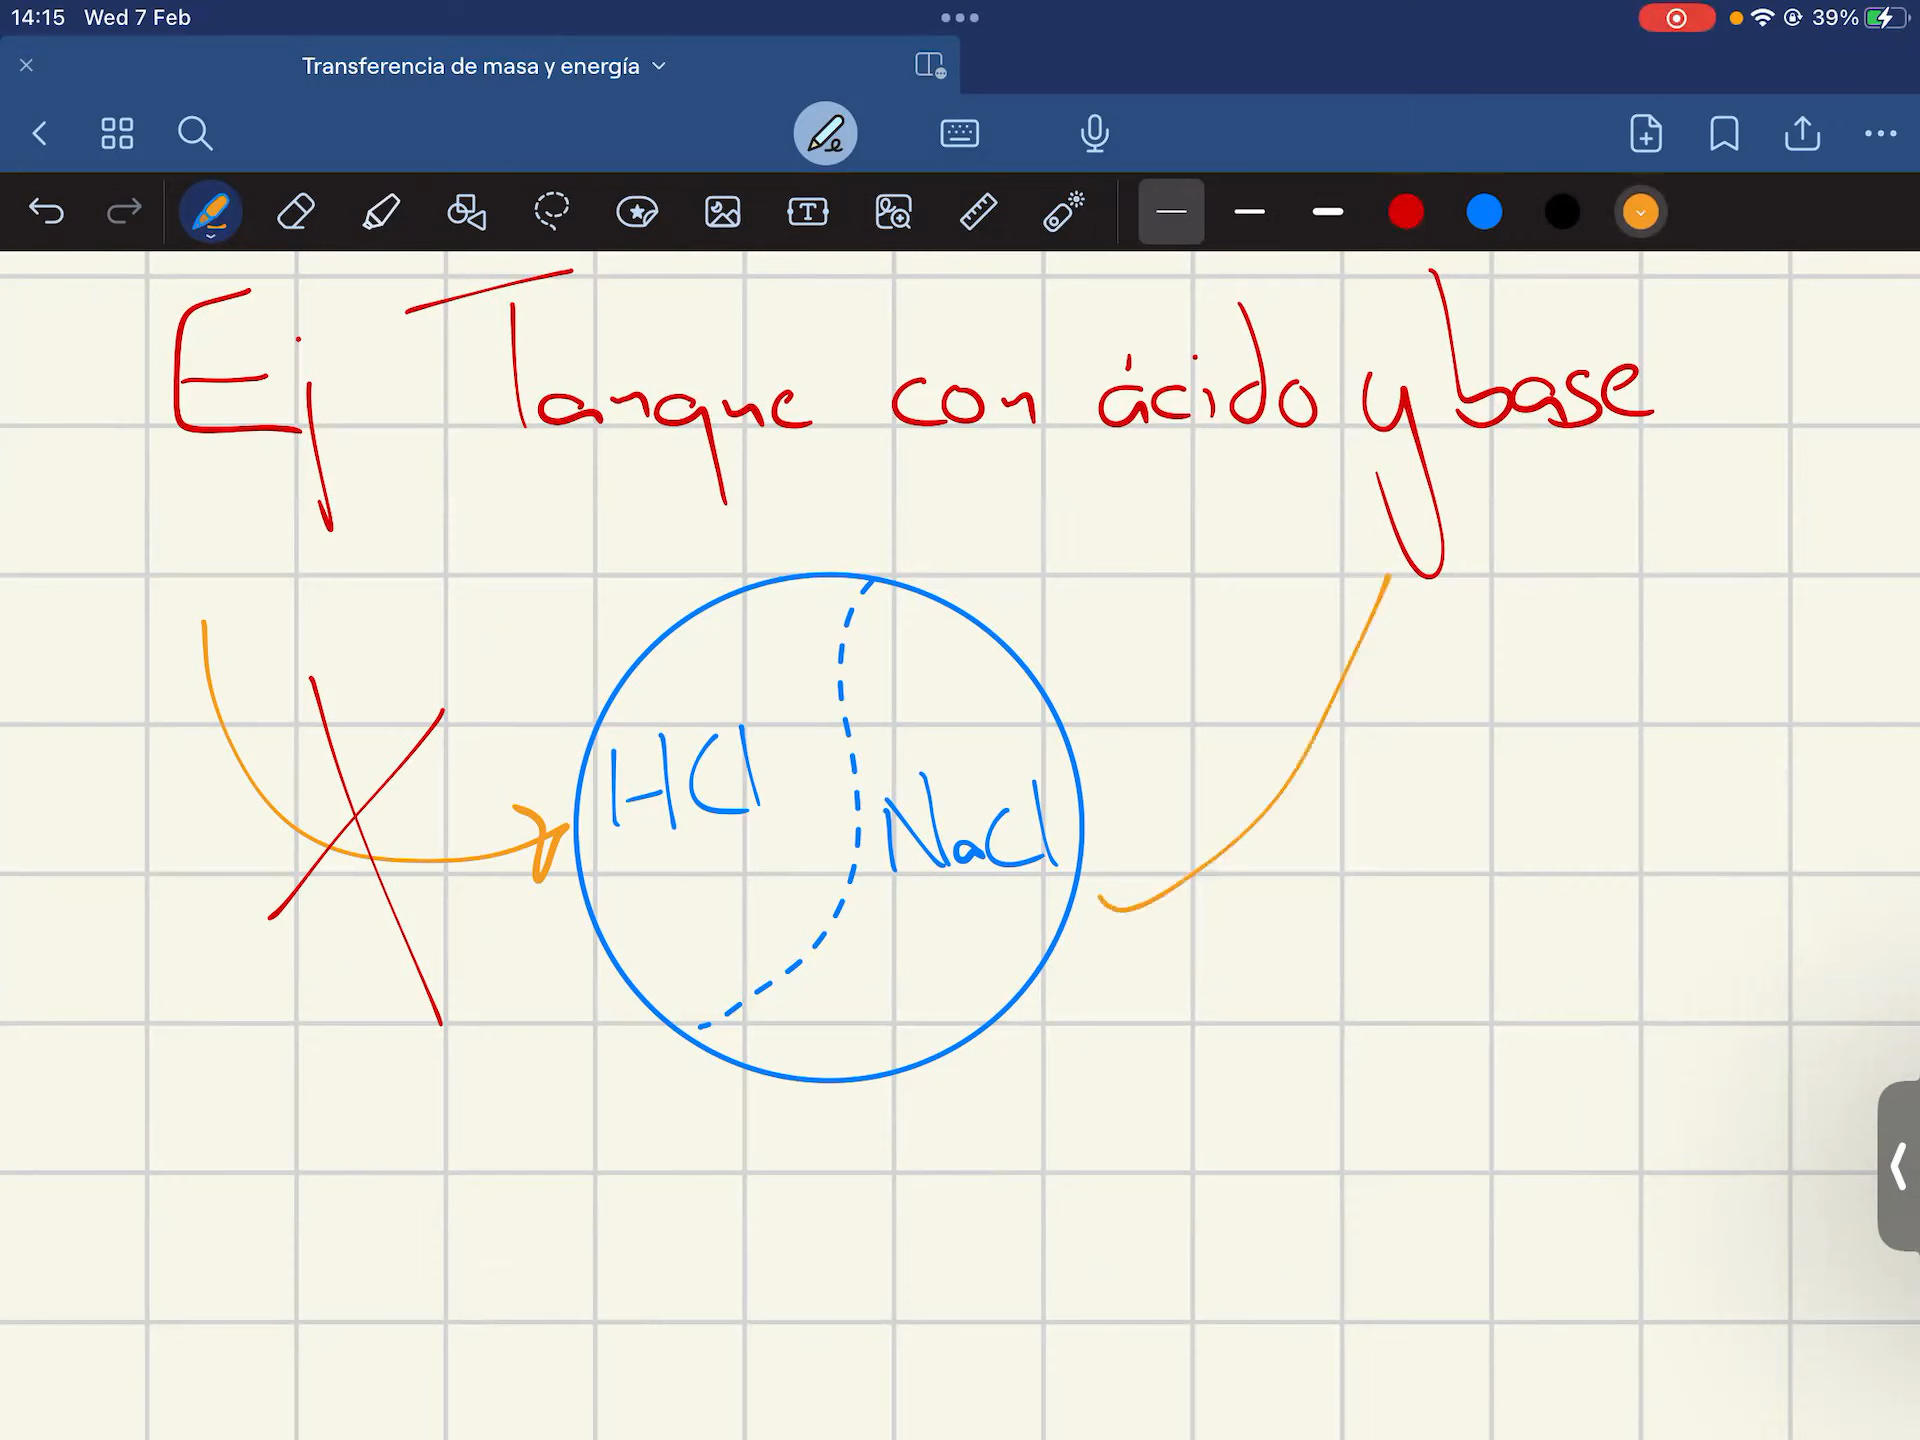 14:15 Wed 7 Feb 39%
Transferencia de masa y energía
Ej Tanque con ácido y base
HCl
NaCl